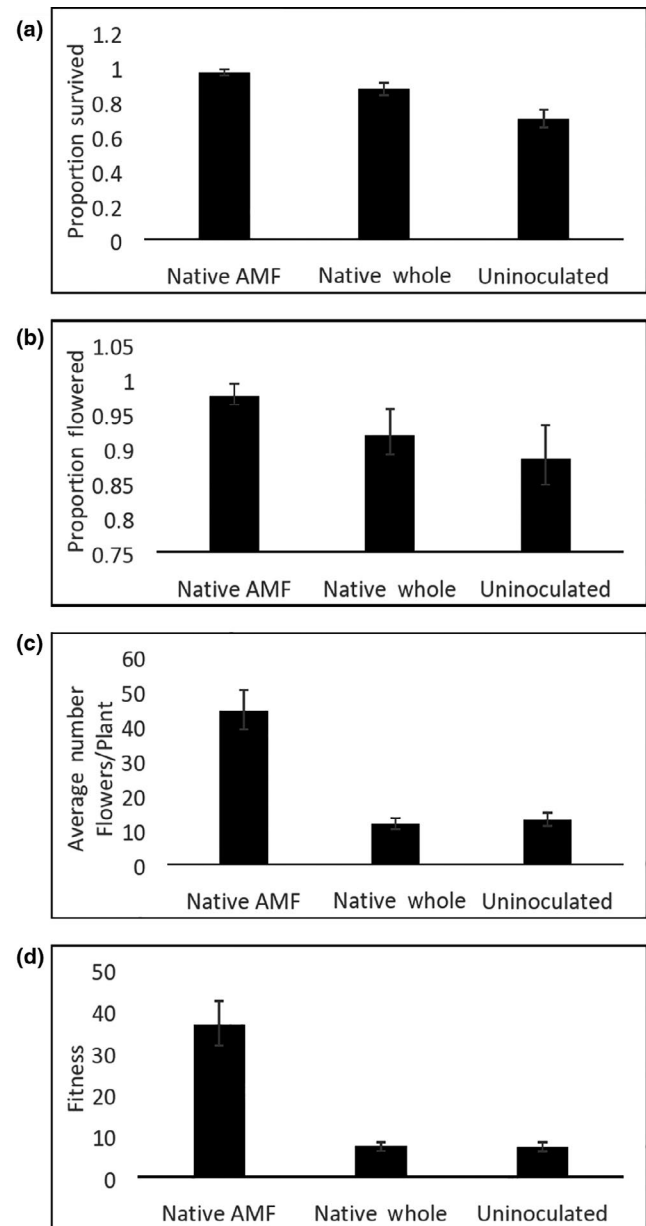 (a)
Proportion survived
1.2
1
0.8
0.6
0.4
0.2
0
Native AMF Native whole Uninoculated
(b)
Proportion flowered
1.05
1
0.95
0.9
0.85
0.8
0.75
Native AMF Native whole Uninoculated
(c)
Average number
Flowers/Plant
60
50
40
30
20
10
0
Native AMF Native whole Uninoculated
(d)
Fitness
50
40
30
20
10
0
Native AMF Native whole Uninoculated